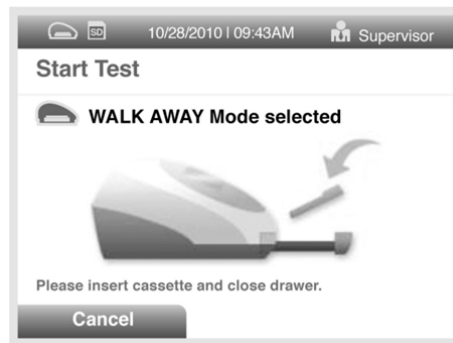 SD 10/28/2010 | 09:43AM Supervisor
Start Test
WALK AWAY Mode selected
Please insert cassette and close drawer.
Cancel